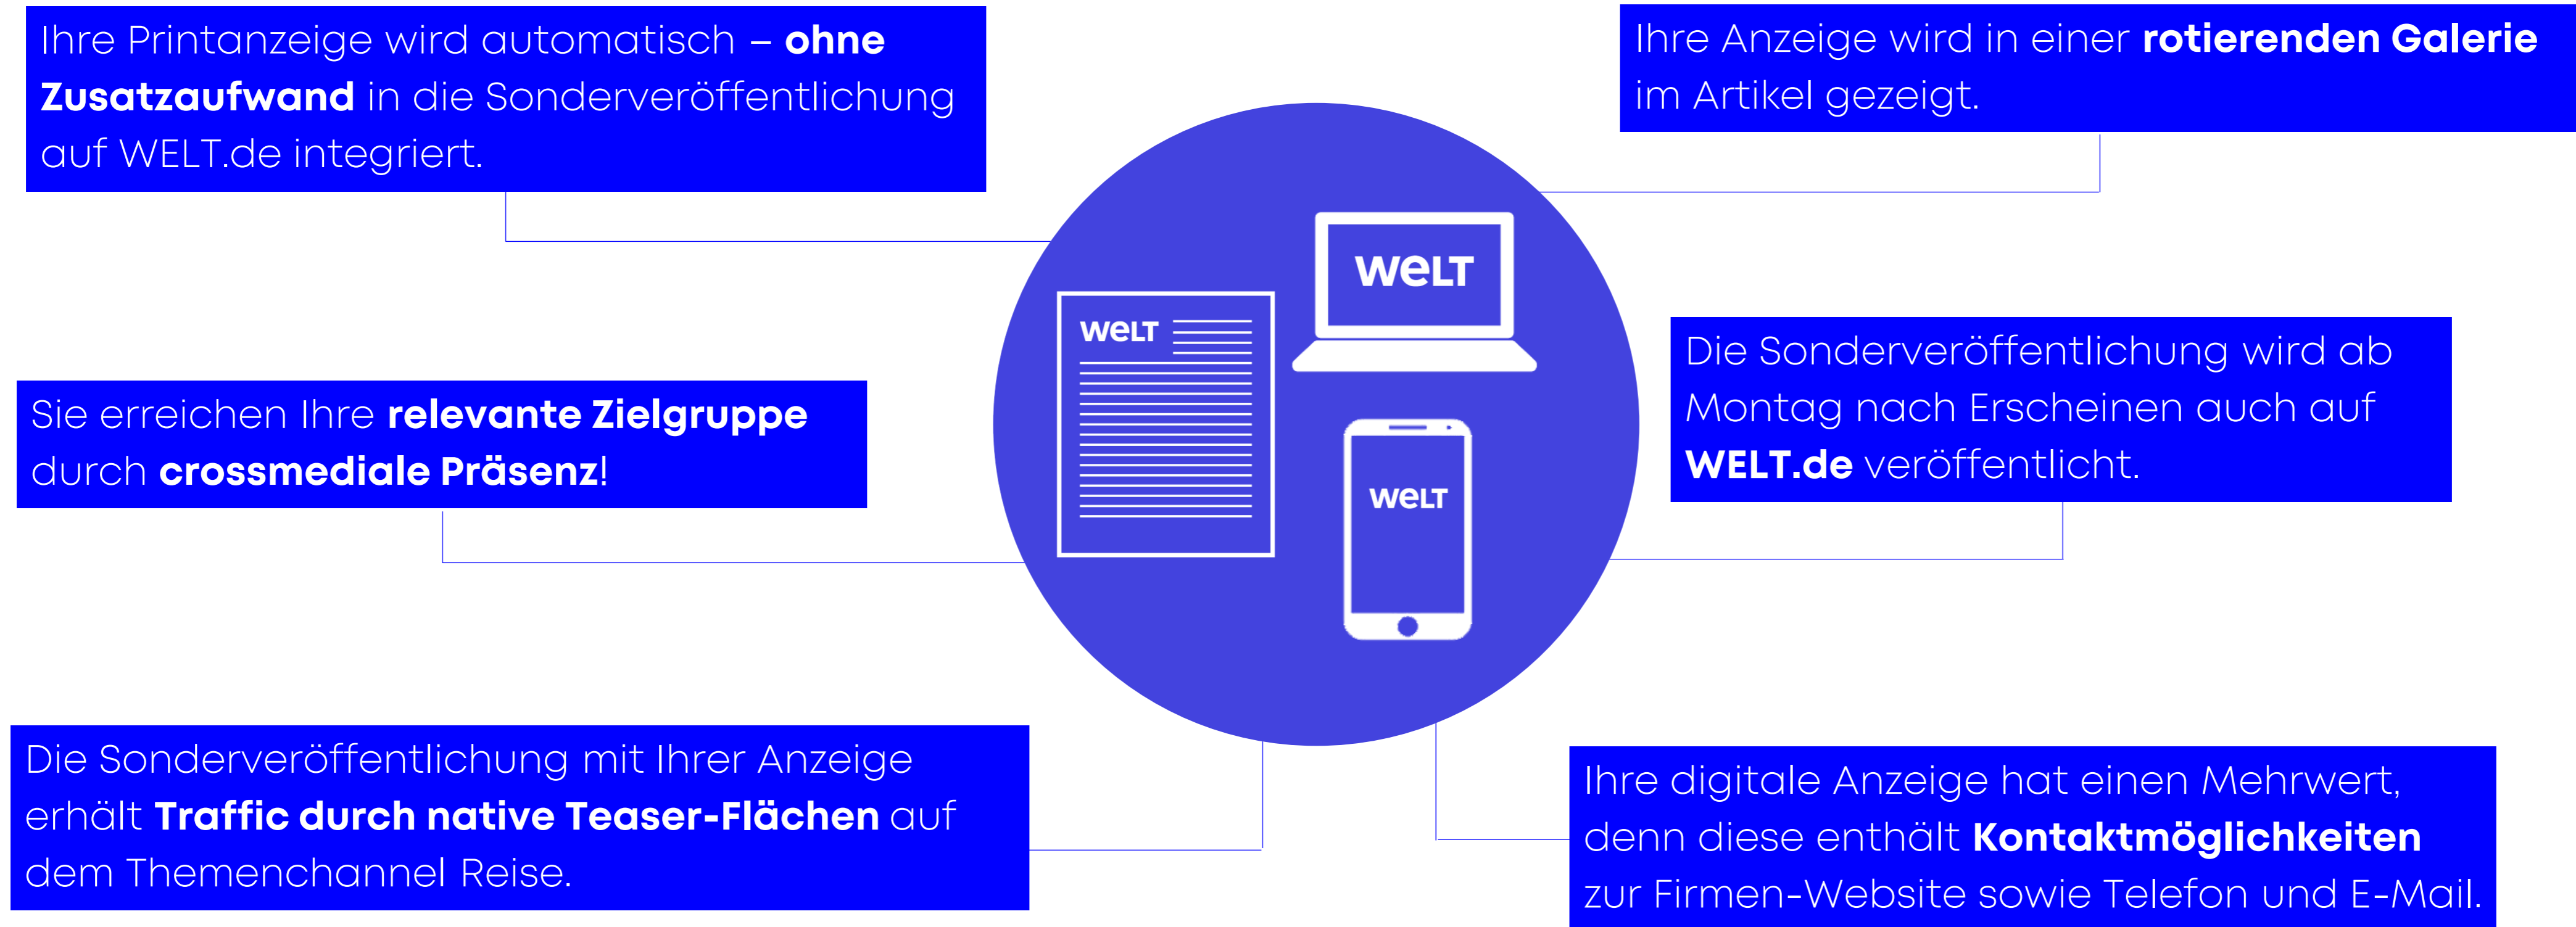 Ihre Printanzeige wird automatisch – ohne
Zusatzaufwand in die Sonderveröffentlichung
auf WELT.de integriert.
Ihre Anzeige wird in einer rotierenden Galerie
im Artikel gezeigt.
WELT
WELT
Sie erreichen Ihre relevante Zielgruppe
durch crossmediale Präsenz!
Die Sonderveröffentlichung wird ab
Montag nach Erscheinen auch auf
WELT.de veröffentlicht.
WELT
Die Sonderveröffentlichung mit Ihrer Anzeige
erhält Traffic durch native Teaser-Flächen auf
dem Themenchannel Reise.
Ihre digitale Anzeige hat einen Mehrwert,
denn diese enthält Kontaktmöglichkeiten
zur Firmen-Website sowie Telefon und E-Mail.